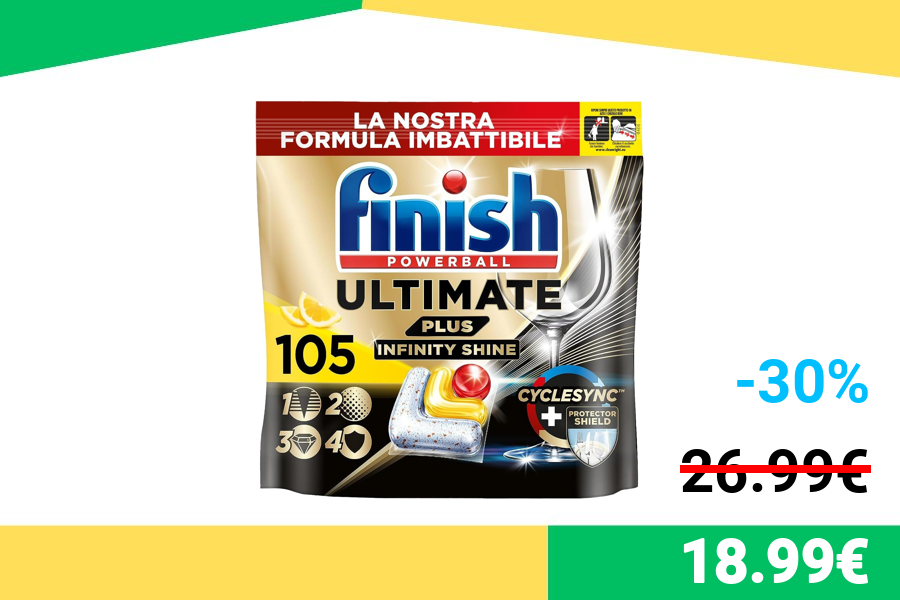 LA NOSTRA
FORMULA IMBATTIBILE
finish
POWERBALL
ULTIMATE
PLUS
INFINITY SHINE
105
1 2
3 4
CYCLESYNC™
+ PROTECTOR
SHIELD
-30%
26.99€
18.99€